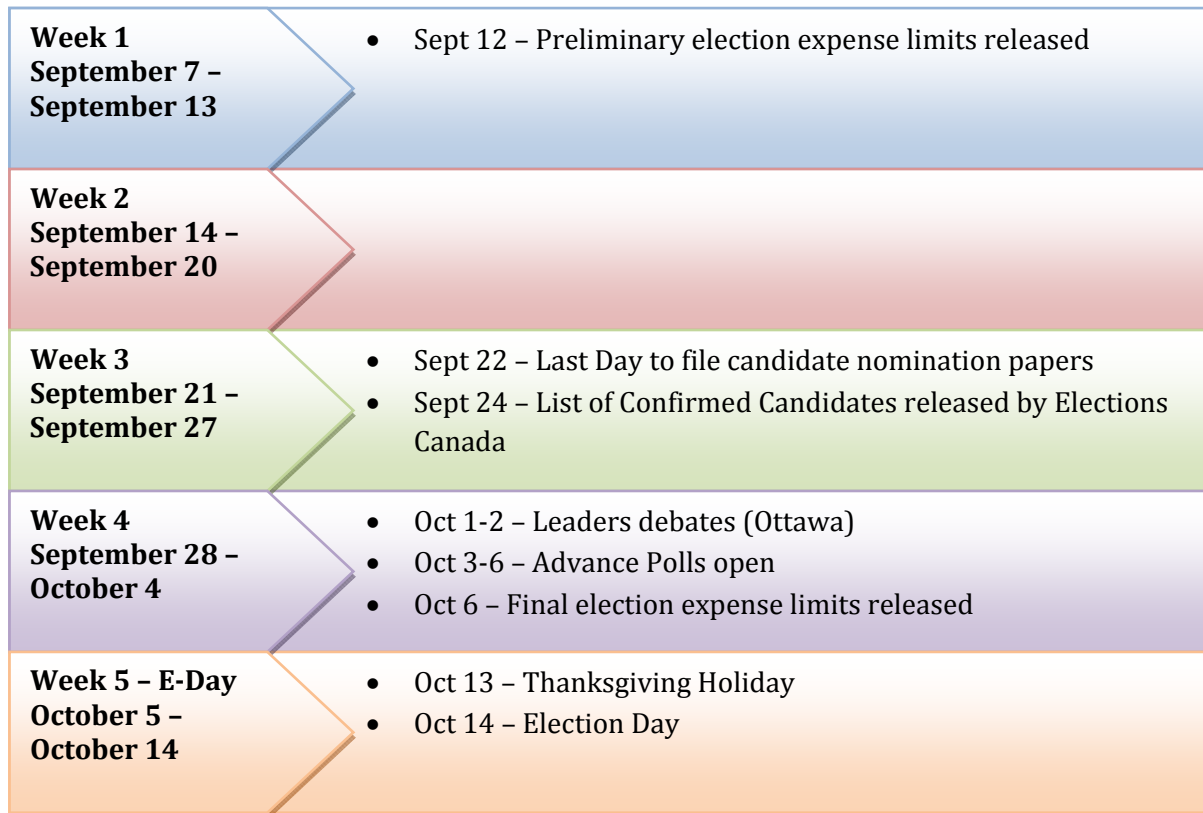 Week 1
September 7 –
September 13
• Sept 12 – Preliminary election expense limits released
Week 2
September 14 –
September 20
Week 3
September 21 –
September 27
• Sept 22 – Last Day to file candidate nomination papers
• Sept 24 – List of Confirmed Candidates released by Elections
Canada
Week 4
September 28 –
October 4
• Oct 1-2 – Leaders debates (Ottawa)
• Oct 3-6 – Advance Polls open
• Oct 6 – Final election expense limits released
Week 5 – E-Day
October 5 –
October 14
• Oct 13 – Thanksgiving Holiday
• Oct 14 – Election Day